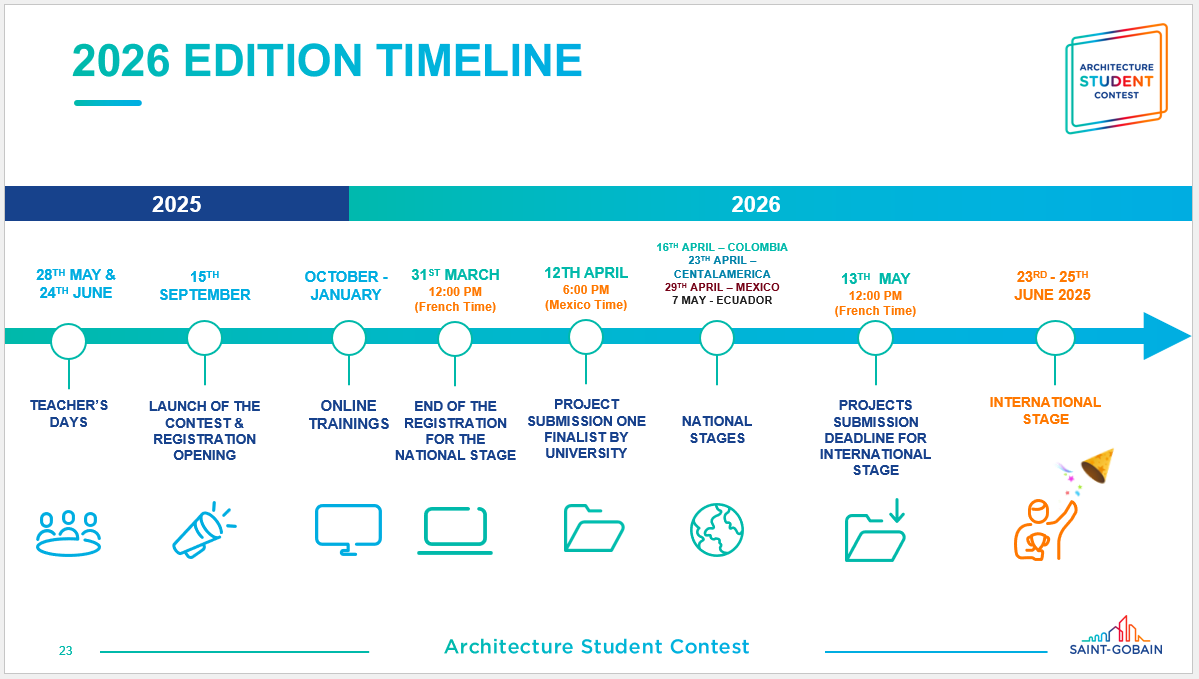 2026 EDITION TIMELINE
ARCHITECTURE
STUDENT
CONTEST
2025
2026
28TH MAY &
24TH JUNE
15TH
SEPTEMBER
OCTOBER -
JANUARY
31ST MARCH
12:00 PM
(French Time)
12TH APRIL
6:00 PM
(Mexico Time)
16TH APRIL – COLOMBIA
23TH APRIL –
CENTALAMERICA
29TH APRIL – MEXICO
7 MAY - ECUADOR
13TH MAY
12:00 PM
(French Time)
23RD - 25TH
JUNE 2025
TEACHER'S
DAYS
LAUNCH OF THE
CONTEST &
REGISTRATION
OPENING
ONLINE
TRAININGS
END OF THE
REGISTRATION
FOR THE
NATIONAL STAGE
PROJECT
SUBMISSION ONE
FINALIST BY
UNIVERSITY
NATIONAL
STAGES
PROJECTS
SUBMISSION
DEADLINE FOR
INTERNATIONAL
STAGE
INTERNATIONAL
STAGE
23
Architecture Student Contest
SAINT-GOBAIN